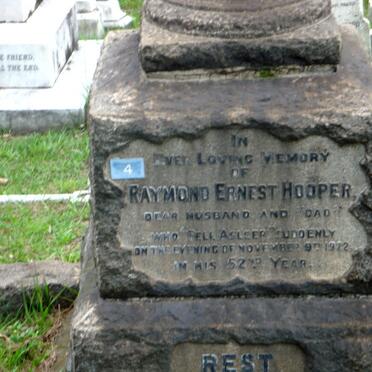 E FRIEND,
LL THE END.
IN
EVER LOVING MEMORY
OF
4
RAYMOND ERNEST HOOPER
DEAR HUSBAND AND "DAD"
WHO FELL ASLEEP SUDDENLY
ON THE EVENING OF NOVEMBER 9TH 1922
IN HIS 52ND YEAR.
REST